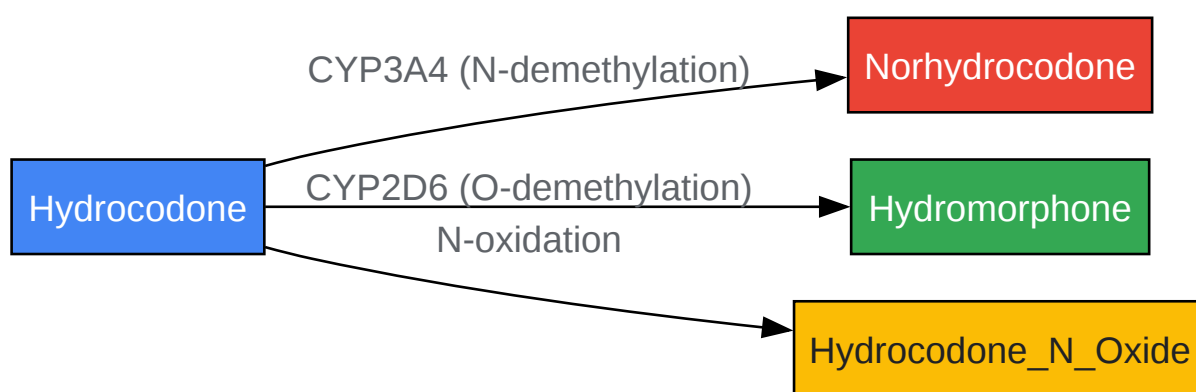 CYP3A4 (N-demethylation)
Norhydrocodone
Hydrocodone
CYP2D6 (O-demethylation)
Hydromorphone
N-oxidation
Hydrocodone_N_Oxide